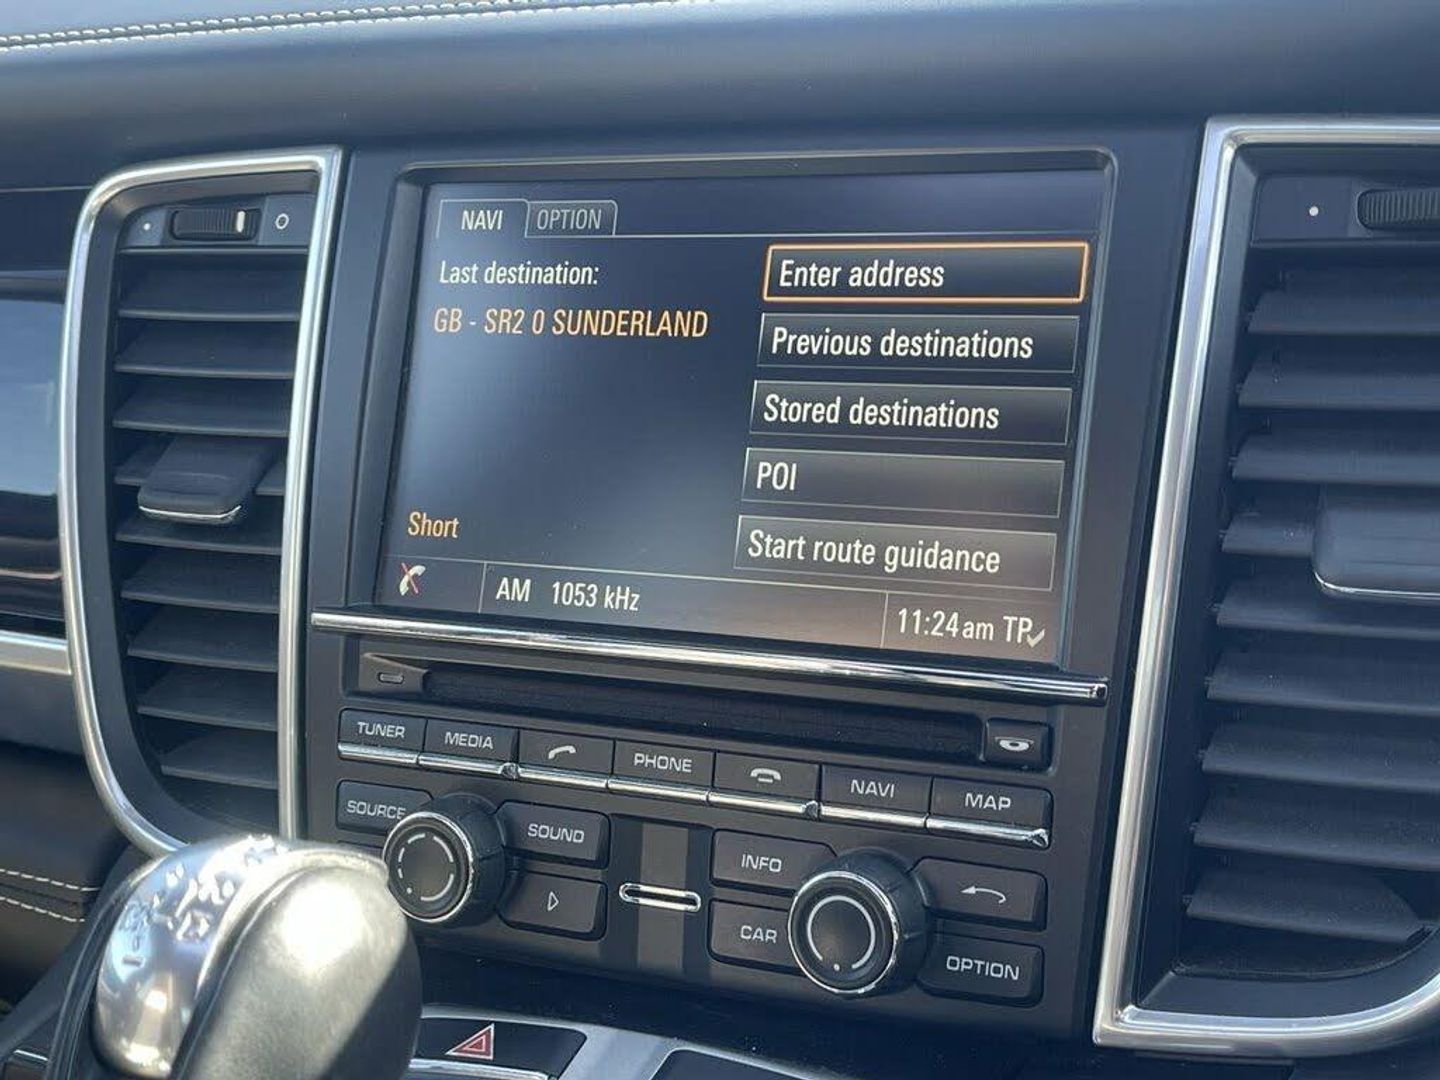 NAVI OPTION
Last destination:
GB - SR2 0 SUNDERLAND
Enter address
Previous destinations
Stored destinations
POI
Start route guidance
Short
AM 1053 kHz
11:24am TP
TUNER MEDIA PHONE NAVI MAP
SOURCE SOUND INFO
CAR OPTION